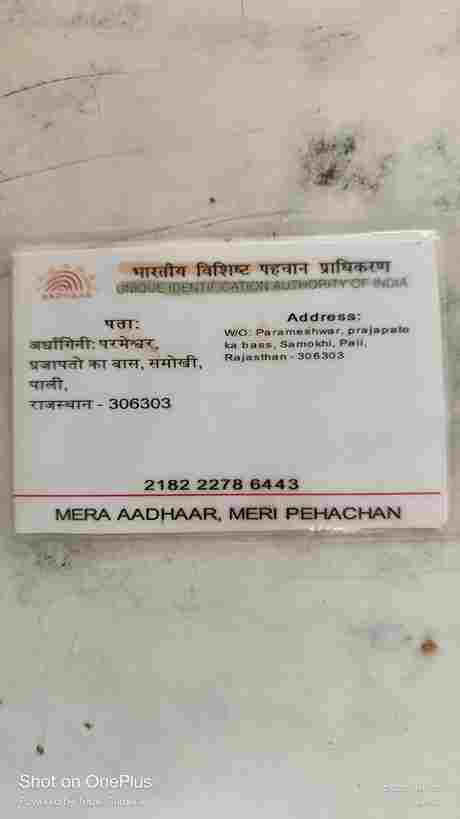 भारतीय विशिष्ट पहचान प्राधिकरण
AADHAAR
UNIQUE IDENTIFICATION AUTHORITY OF INDIA
पता:
अर्धांगिनी: परमेश्वर,
प्रजापतो का बास, समोखी,
पाली,
राजस्थान - 306303
Address:
W/O: Parameshwar, prajapato
ka bass, Samokhi, Pali,
Rajasthan - 306303
2182 2278 6443
MERA AADHAAR, MERI PEHACHAN
Shot on OnePlus
Powered by Triple Camera